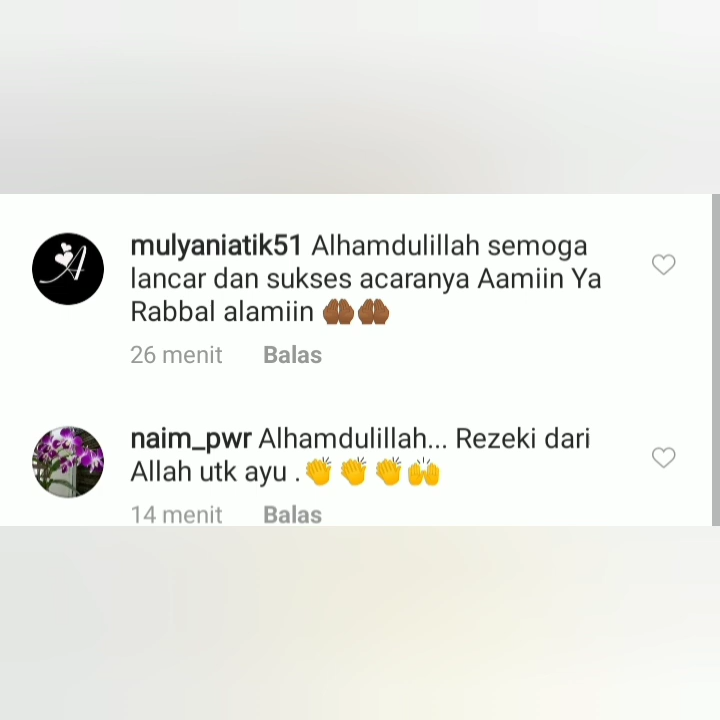 mulyaniatik51 Alhamdulillah semoga
lancar dan sukses acaranya Aamiin Ya
Rabbal alamiin 🤲🏾🤲🏾
26 menit Balas
naim_pwr Alhamdulillah... Rezeki dari
Allah utk ayu .👏👏👏🙌
14 menit Balas